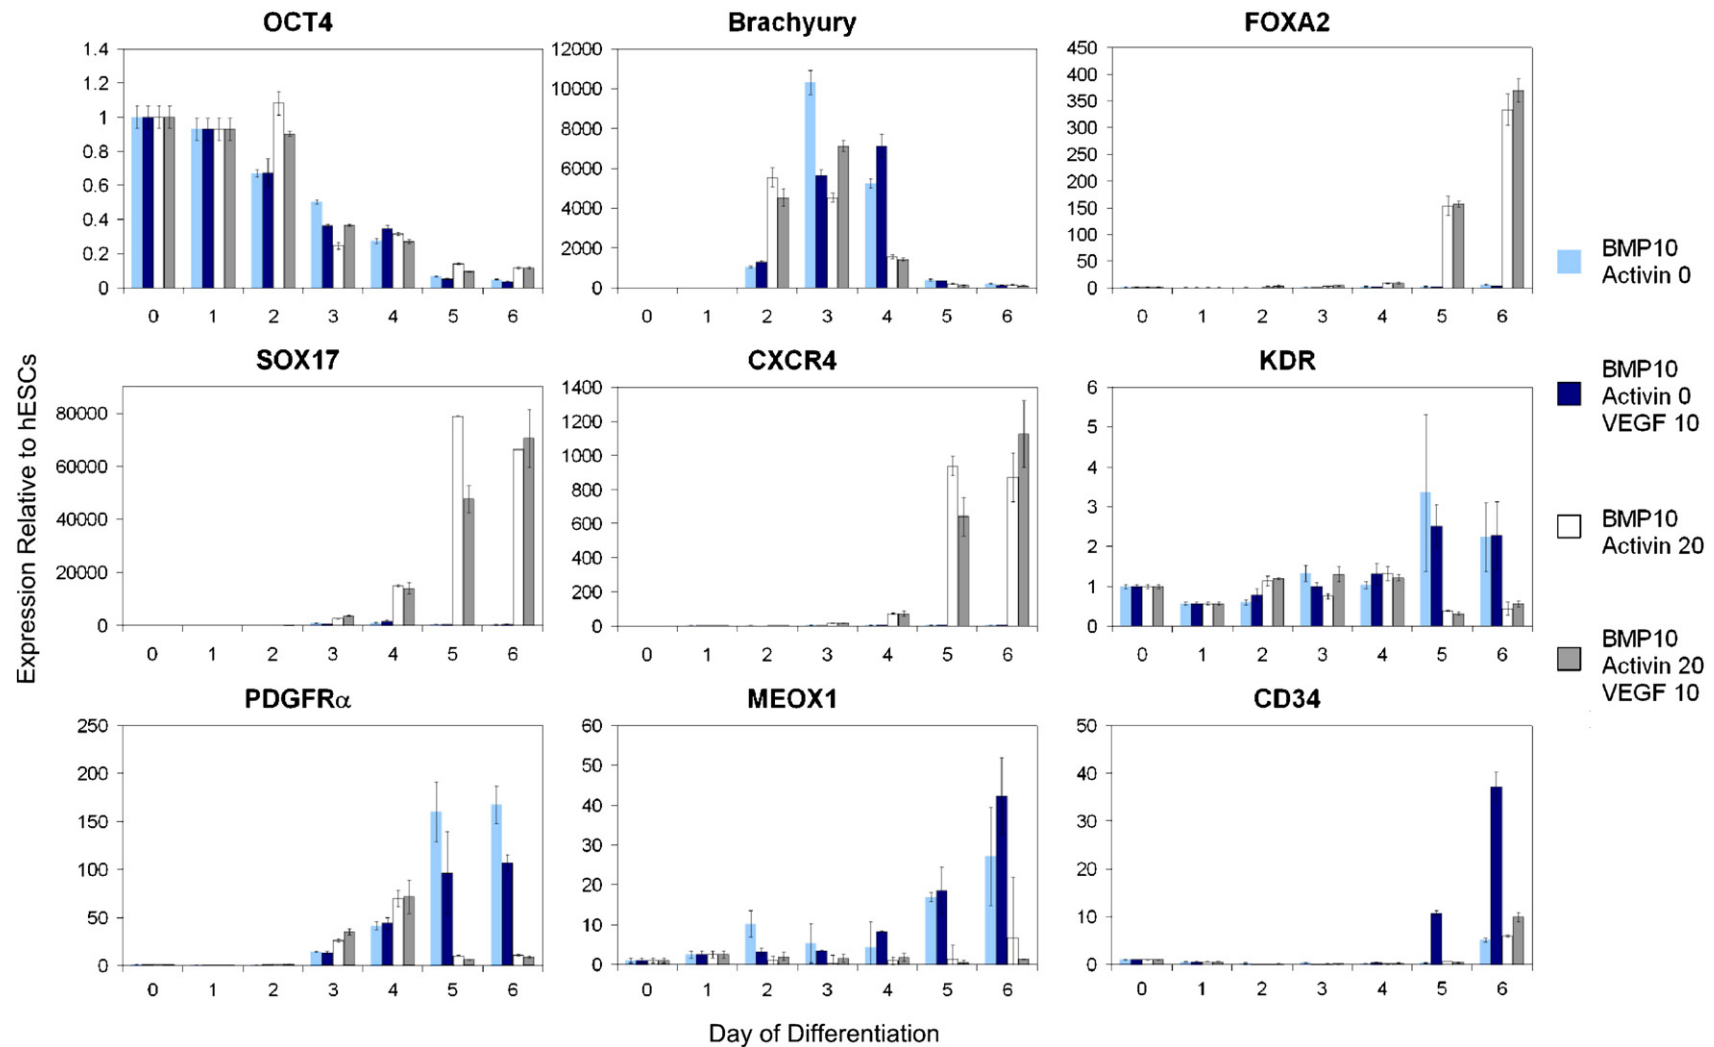 OCT4
1.4
1.2
1
0.8
0.6
0.4
0.2
0
0 1 2 3 4 5 6
Brachyury
12000
10000
8000
6000
4000
2000
0
0 1 2 3 4 5 6
FOXA2
450
400
350
300
250
200
150
100
50
0
0 1 2 3 4 5 6
SOX17
80000
60000
40000
20000
0
0 1 2 3 4 5 6
CXCR4
1400
1200
1000
800
600
400
200
0
0 1 2 3 4 5 6
KDR
6
5
4
3
2
1
0
0 1 2 3 4 5 6
PDGFRα
250
200
150
100
50
0
0 1 2 3 4 5 6
MEOX1
60
50
40
30
20
10
0
0 1 2 3 4 5 6
CD34
50
40
30
20
10
0
0 1 2 3 4 5 6
Expression Relative to hESCs
Day of Differentiation
BMP10
Activin 0
BMP10
Activin 0
VEGF 10
BMP10
Activin 20
BMP10
Activin 20
VEGF 10